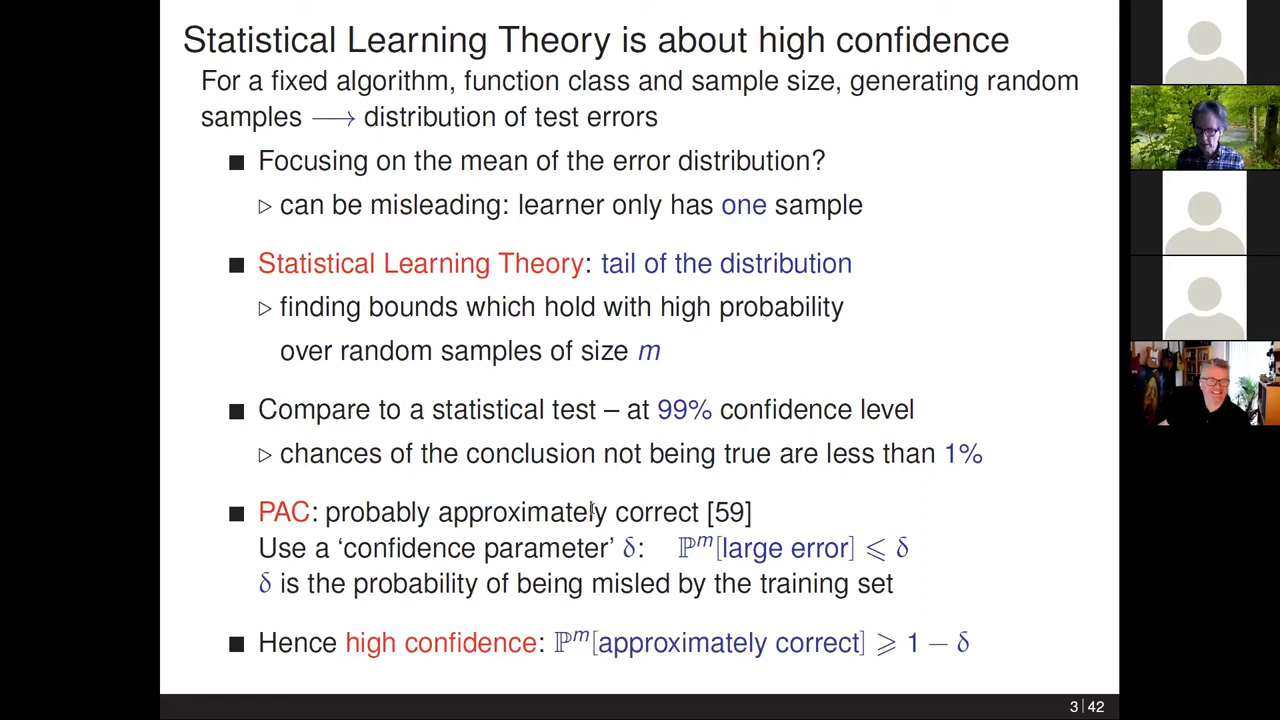 Statistical Learning Theory is about high confidence
For a fixed algorithm, function class and sample size, generating random
samples ⟶ distribution of test errors
■ Focusing on the mean of the error distribution?
▷ can be misleading: learner only has one sample
■ Statistical Learning Theory: tail of the distribution
▷ finding bounds which hold with high probability
over random samples of size m
■ Compare to a statistical test – at 99% confidence level
▷ chances of the conclusion not being true are less than 1%
■ PAC: probably approximately correct [59]
Use a ‘confidence parameter’ δ: ℙᵐ[large error] ⩽ δ
δ is the probability of being misled by the training set
■ Hence high confidence: ℙᵐ[approximately correct] ⩾ 1 − δ
3|42